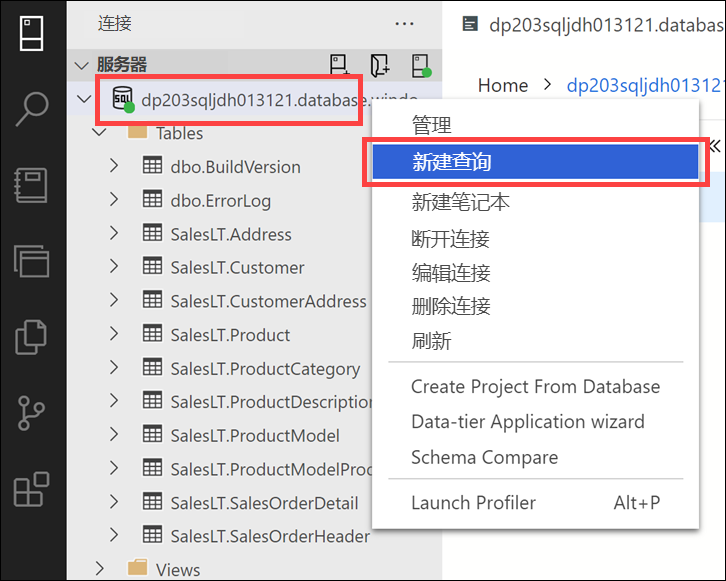 连接
···
dp203sqljdh013121.databas
服务器
Home > dp203sqljdh01312
dp203sqljdh013121.database.windo
Tables
dbo.BuildVersion
dbo.ErrorLog
SalesLT.Address
SalesLT.Customer
SalesLT.CustomerAddress
SalesLT.Product
SalesLT.ProductCategory
SalesLT.ProductDescription
SalesLT.ProductModel
SalesLT.ProductModelProd
SalesLT.SalesOrderDetail
SalesLT.SalesOrderHeader
Views
管理
新建查询
新建笔记本
断开连接
编辑连接
删除连接
刷新
Create Project From Database
Data-tier Application wizard
Schema Compare
Launch Profiler Alt+P